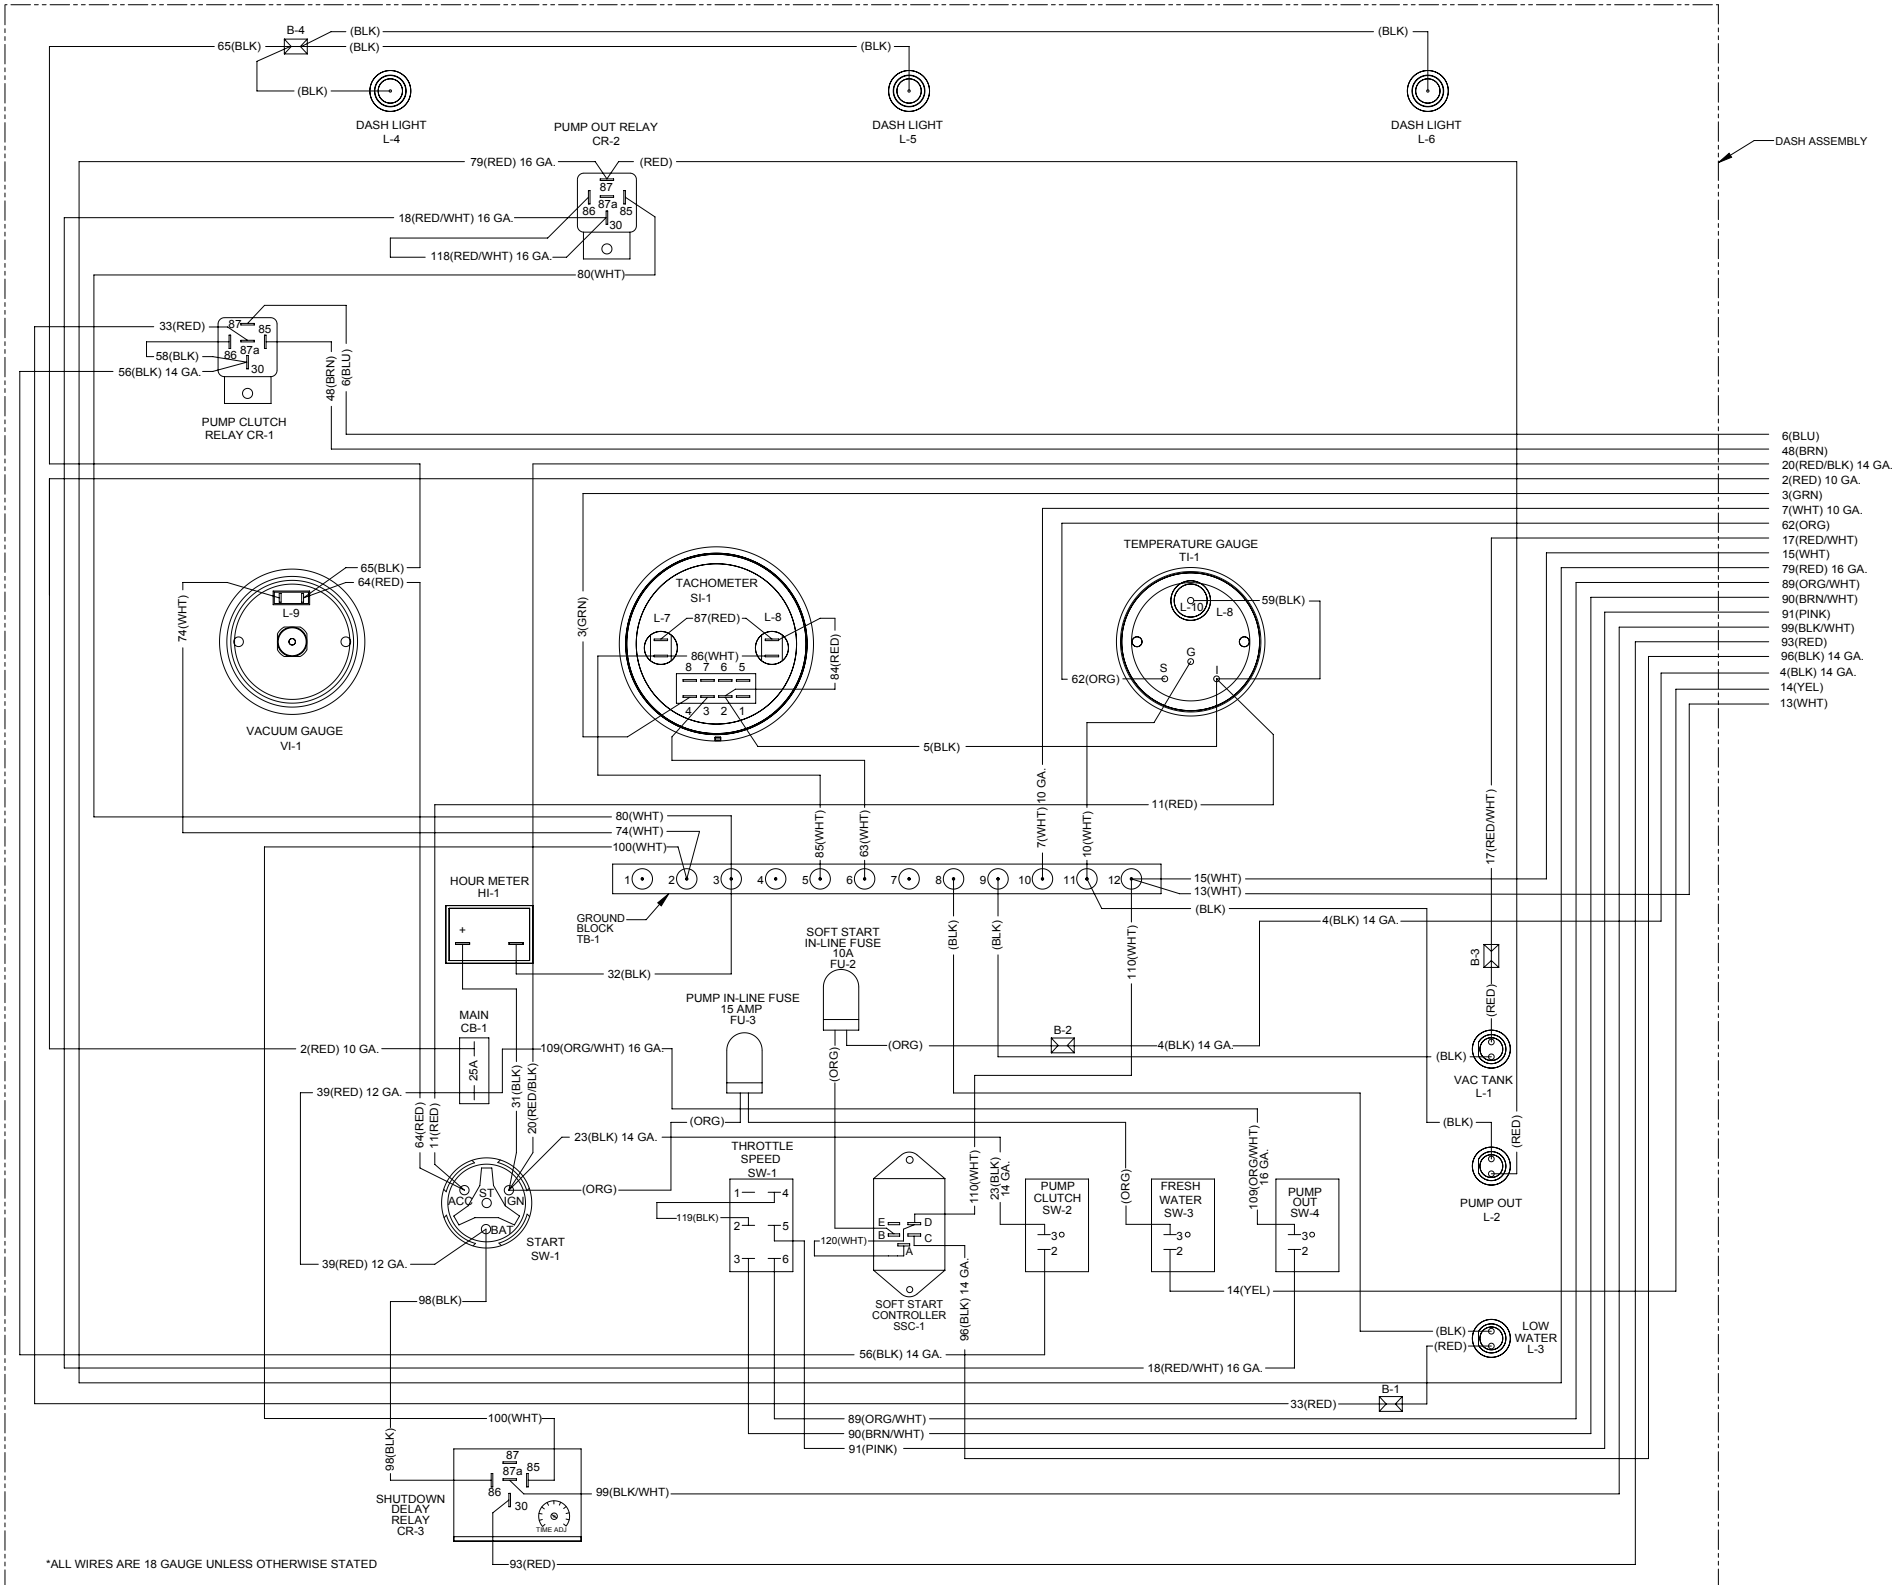 B-4
(BLK)
(BLK)
65(BLK)
(BLK)
(BLK)
(BLK)
DASH LIGHT
L-4
DASH LIGHT
L-5
DASH LIGHT
L-6
DASH ASSEMBLY
PUMP OUT RELAY
CR-2
79(RED) 16 GA.
(RED)
87
87a
86
85
30
18(RED/WHT) 16 GA.
118(RED/WHT) 16 GA.
80(WHT)
33(RED)
87
85
86
87a
30
58(BLK)
56(BLK) 14 GA.
48(BRN)
6(BLU)
PUMP CLUTCH
RELAY CR-1
6(BLU)
48(BRN)
20(RED/BLK) 14 GA.
2(RED) 10 GA.
3(GRN)
7(WHT) 10 GA.
62(ORG)
17(RED/WHT)
15(WHT)
79(RED) 16 GA.
89(ORG/WHT)
90(BRN/WHT)
91(PINK)
99(BLK/WHT)
93(RED)
96(BLK) 14 GA.
4(BLK) 14 GA.
14(YEL)
13(WHT)
65(BLK)
64(RED)
74(WHT)
L-9
VACUUM GAUGE
VI-1
TACHOMETER
SI-1
L-7
87(RED)
L-8
86(WHT)
8 7 6 5
4 3 2 1
3(GRN)
84(RED)
TEMPERATURE GAUGE
TI-1
L-10
L-8
59(BLK)
G
S
I
62(ORG)
5(BLK)
11(RED)
80(WHT)
74(WHT)
100(WHT)
85(WHT)
63(WHT)
7(WHT) 10 GA.
10(WHT)
17(RED/WHT)
1
2
3
4
5
6
7
8
9
10
11
12
15(WHT)
13(WHT)
(BLK)
4(BLK) 14 GA.
HOUR METER
HI-1
+
GROUND
BLOCK
TB-1
32(BLK)
SOFT START
IN-LINE FUSE
10A
FU-2
(BLK)
(BLK)
110(WHT)
B-3
(RED)
PUMP IN-LINE FUSE
15 AMP
FU-3
MAIN
CB-1
25A
2(RED) 10 GA.
109(ORG/WHT) 16 GA.
39(RED) 12 GA.
31(BLK)
20(RED/BLK)
64(RED)
11(RED)
(ORG)
(ORG)
B-2
4(BLK) 14 GA.
(BLK)
VAC TANK
L-1
(ORG)
23(BLK) 14 GA.
(BLK)
(RED)
PUMP OUT
L-2
ACC
ST
IGN
BAT
START
SW-1
(ORG)
39(RED) 12 GA.
98(BLK)
THROTTLE
SPEED
SW-1
1
4
2
5
3
6
119(BLK)
E
D
B
C
A
120(WHT)
110(WHT)
SOFT START
CONTROLLER
SSC-1
96(BLK) 14 GA.
23(BLK)
14 GA.
PUMP
CLUTCH
SW-2
3
2
(ORG)
FRESH
WATER
SW-3
3
2
109(ORG/WHT)
16 GA.
PUMP
OUT
SW-4
3
2
14(YEL)
(BLK)
(RED)
LOW
WATER
L-3
56(BLK) 14 GA.
18(RED/WHT) 16 GA.
B-1
33(RED)
100(WHT)
89(ORG/WHT)
90(BRN/WHT)
91(PINK)
98(BLK)
87
87a
85
86
30
TIME ADJ
99(BLK/WHT)
SHUTDOWN
DELAY
RELAY
CR-3
93(RED)
*ALL WIRES ARE 18 GAUGE UNLESS OTHERWISE STATED